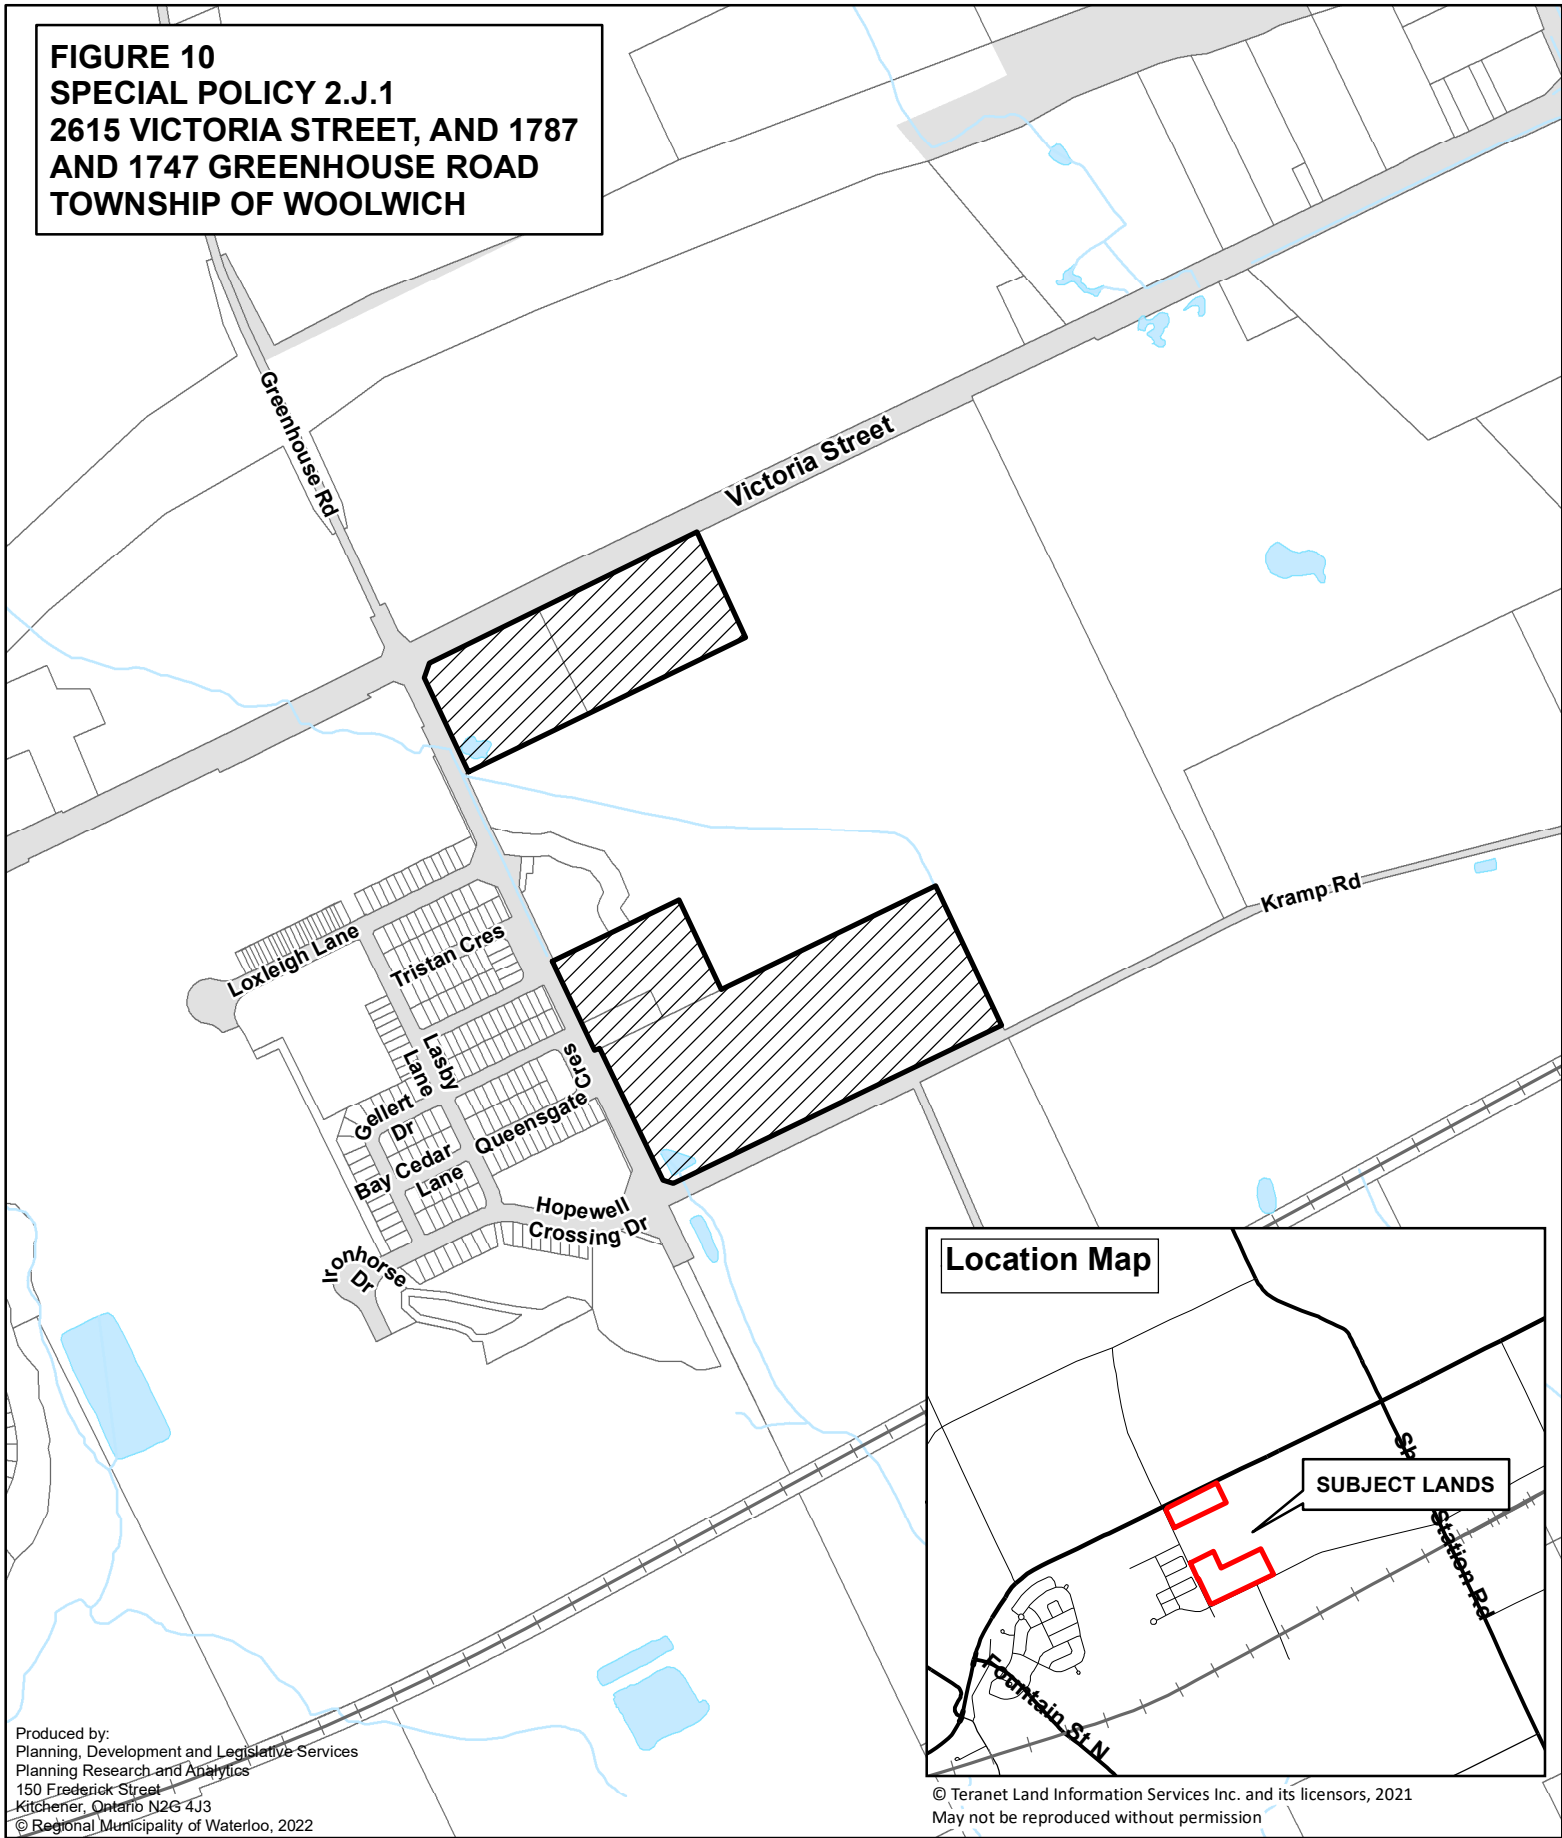 FIGURE 10
SPECIAL POLICY 2.J.1
2615 VICTORIA STREET, AND 1787
AND 1747 GREENHOUSE ROAD
TOWNSHIP OF WOOLWICH
Greenhouse Rd
Victoria Street
Kramp Rd
Loxleigh Lane
Tristan Cres
Lasby
Lane
Gellert
Dr
Queensgate Cres
Bay Cedar
Lane
Hopewell
Crossing Dr
Ironhorse
Dr
Location Map
SUBJECT LANDS
Station Rd
Fountain St N
Produced by:
Planning, Development and Legislative Services
Planning Research and Analytics
150 Frederick Street
Kitchener, Ontario N2G 4J3
© Regional Municipality of Waterloo, 2022
© Teranet Land Information Services Inc. and its licensors, 2021
May not be reproduced without permission